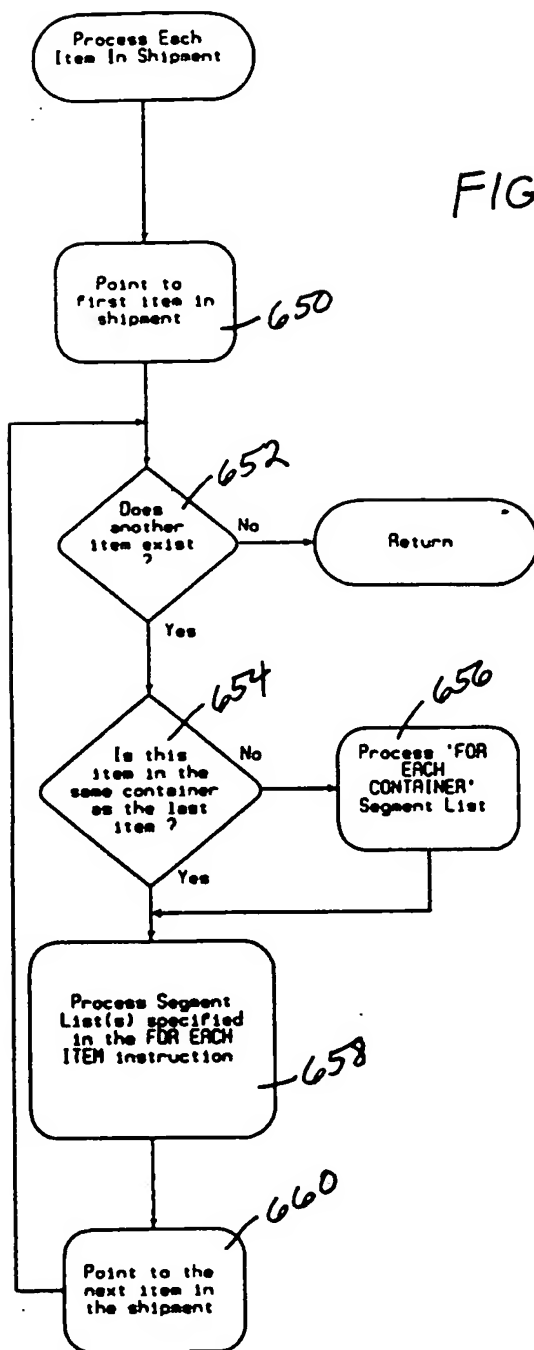 Process Each
Item In Shipment
FIG
Point to
first item in
shipment
650
652
Does
another
item exist
?
No
Return
Yes
654
Is this
item in the
same container
as the last
item ?
No
656
Process 'FOR
EACH
CONTAINER'
Segment List
Yes
Process Segment
List(s) specified
in the FOR EACH
ITEM instruction
658
660
Point to the
next item in
the shipment